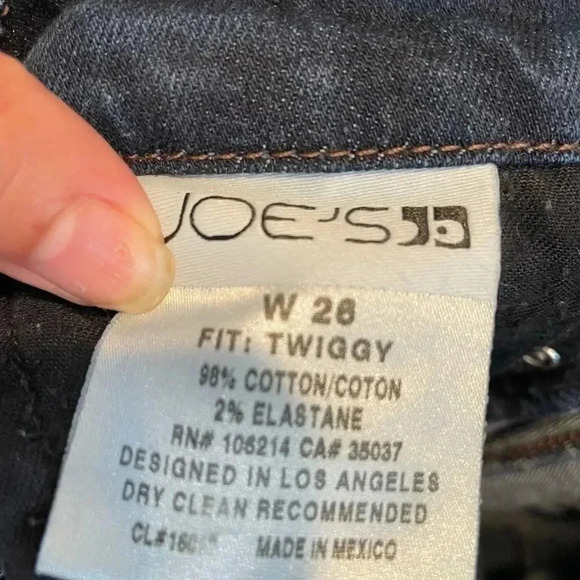 JOE'S
W 28
FIT: TWIGGY
98% COTTON/COTON
2% ELASTANE
RN# 106214 CA# 35037
DESIGNED IN LOS ANGELES
DRY CLEAN RECOMMENDED
MADE IN MEXICO